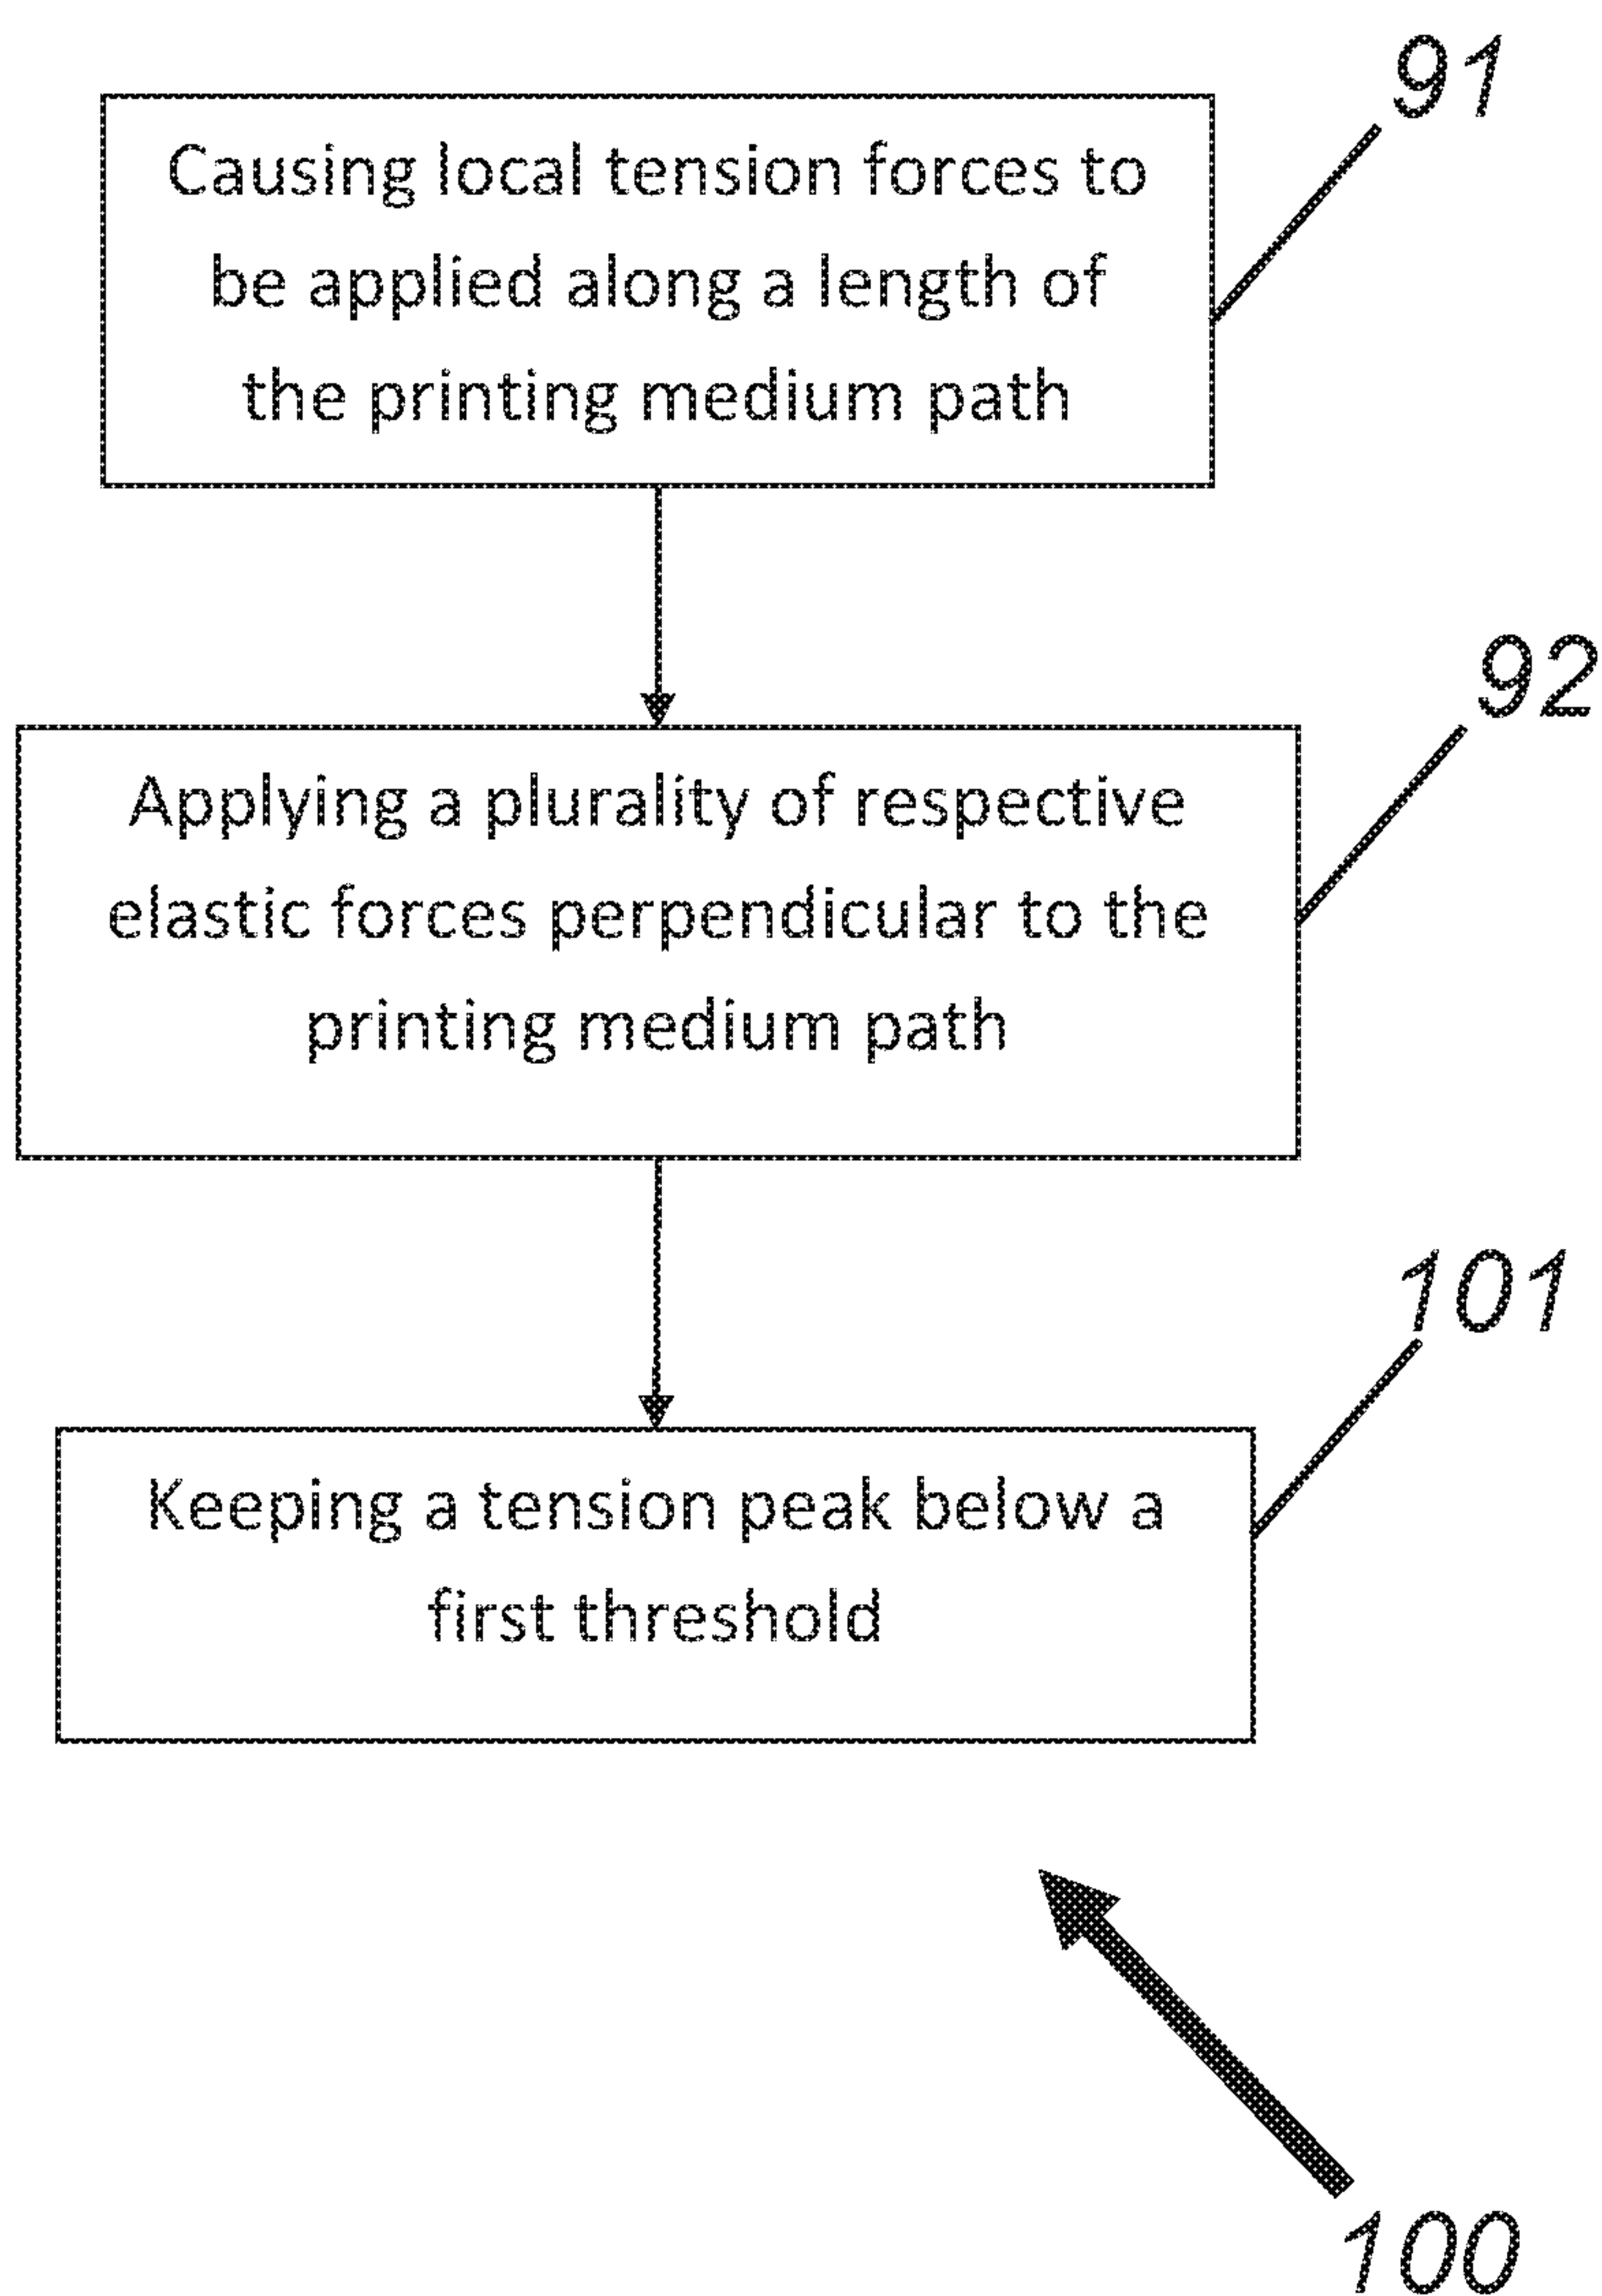 91
Causing local tension forces to
be applied along a length of
the printing medium path
92
Applying a plurality of respective
elastic forces perpendicular to the
printing medium path
101
Keeping a tension peak below a
first threshold
100